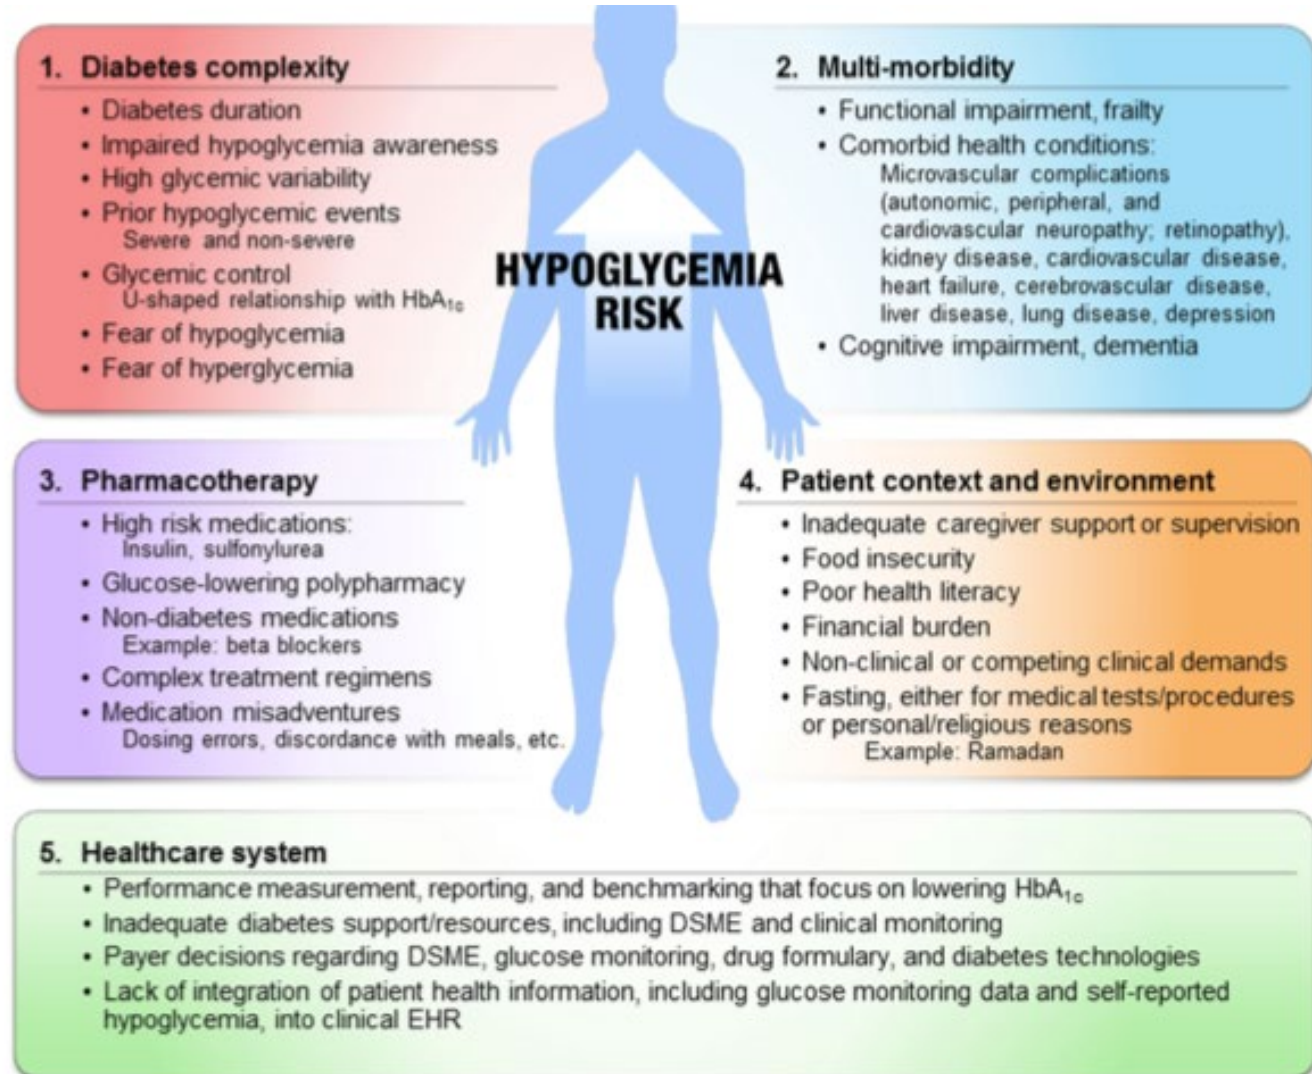 1. Diabetes complexity
• Diabetes duration
• Impaired hypoglycemia awareness
• High glycemic variability
• Prior hypoglycemic events
Severe and non-severe
• Glycemic control
U-shaped relationship with HbA1c
• Fear of hypoglycemia
• Fear of hyperglycemia
HYPOGLYCEMIA
RISK
2. Multi-morbidity
• Functional impairment, frailty
• Comorbid health conditions:
Microvascular complications
(autonomic, peripheral, and
cardiovascular neuropathy; retinopathy),
kidney disease, cardiovascular disease,
heart failure, cerebrovascular disease,
liver disease, lung disease, depression
• Cognitive impairment, dementia
3. Pharmacotherapy
• High risk medications:
Insulin, sulfonylurea
• Glucose-lowering polypharmacy
• Non-diabetes medications
Example: beta blockers
• Complex treatment regimens
• Medication misadventures
Dosing errors, discordance with meals, etc.
4. Patient context and environment
• Inadequate caregiver support or supervision
• Food insecurity
• Poor health literacy
• Financial burden
• Non-clinical or competing clinical demands
• Fasting, either for medical tests/procedures
or personal/religious reasons
Example: Ramadan
5. Healthcare system
• Performance measurement, reporting, and benchmarking that focus on lowering HbA1c
• Inadequate diabetes support/resources, including DSME and clinical monitoring
• Payer decisions regarding DSME, glucose monitoring, drug formulary, and diabetes technologies
• Lack of integration of patient health information, including glucose monitoring data and self-reported
hypoglycemia, into clinical EHR